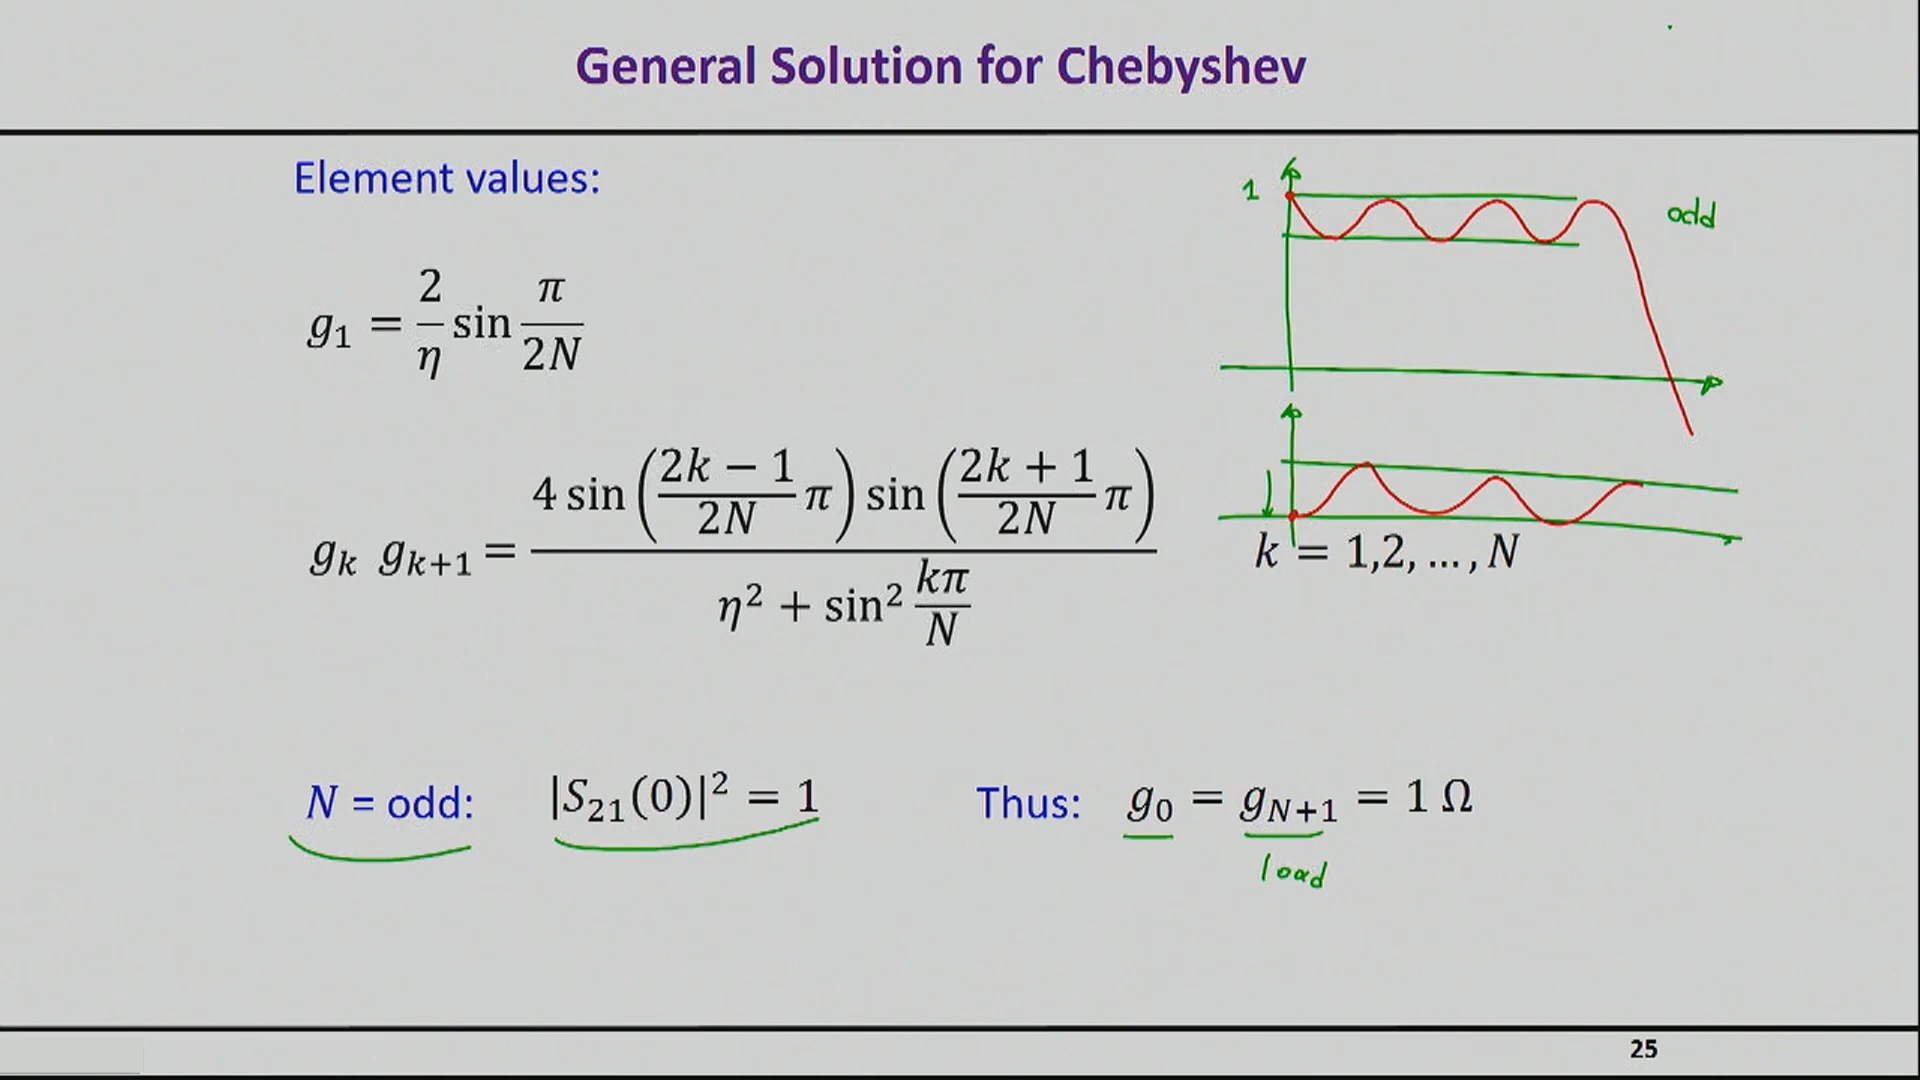 General Solution for Chebyshev
Element values:
1
odd
g₁ = 2/η sin π/2N
gₖ gₖ₊₁ = 4 sin((2k − 1)/2N π) sin((2k + 1)/2N π) / (η² + sin² kπ/N)
k = 1,2, … , N
N = odd: |S₂₁(0)|² = 1 Thus: g₀ = g_{N+1} = 1 Ω
load
25